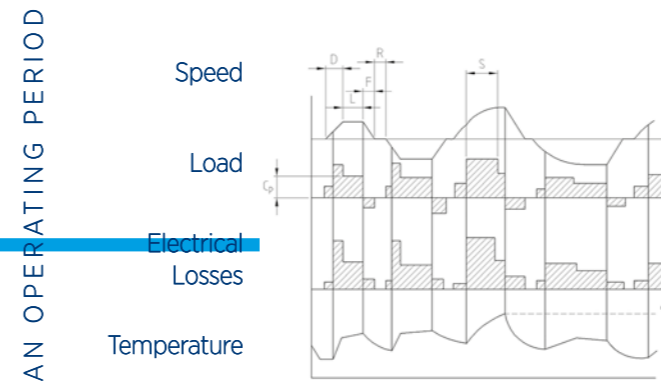 AN OPERATING PERIOD
Speed
Load
Electrical
Losses
Temperature
D
R
S
F
L
Cp